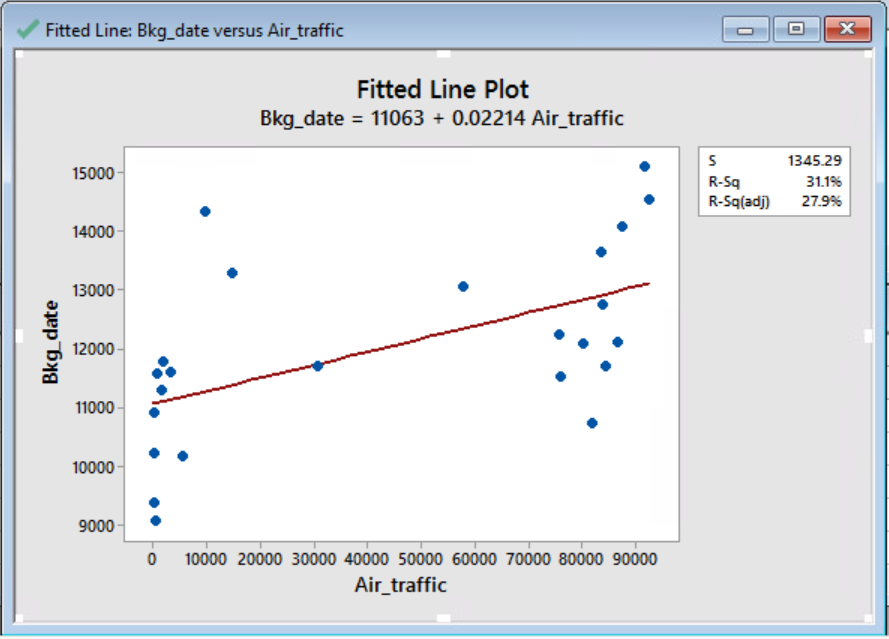 Fitted Line: Bkg_date versus Air_traffic
Fitted Line Plot
Bkg_date = 11063 + 0.02214 Air_traffic
S 1345.29
R-Sq 31.1%
R-Sq(adj) 27.9%
15000
14000
13000
12000
11000
10000
9000
Bkg_date
0 10000 20000 30000 40000 50000 60000 70000 80000 90000
Air_traffic